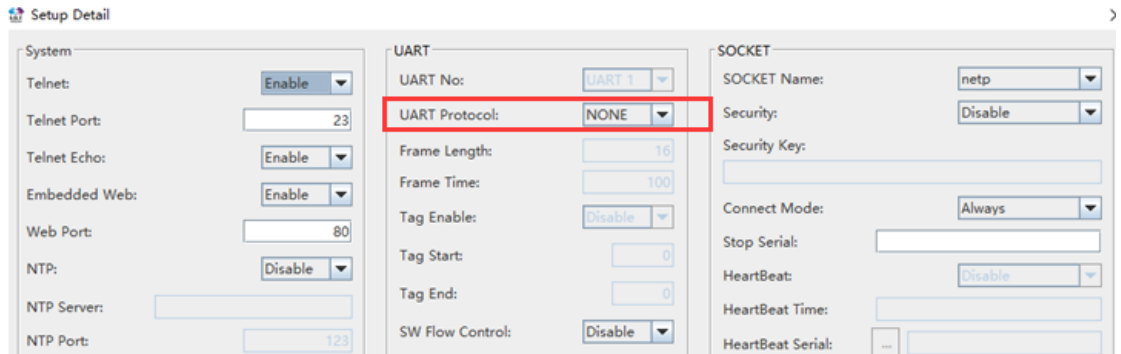 Setup Detail
System
Telnet: Enable
Telnet Port: 23
Telnet Echo: Enable
Embedded Web: Enable
Web Port: 80
NTP: Disable
NTP Server:
NTP Port: 123
UART
UART No: UART 1
UART Protocol: NONE
Frame Length: 16
Frame Time: 100
Tag Enable: Disable
Tag Start: 0
Tag End: 0
SW Flow Control: Disable
SOCKET
SOCKET Name: netp
Security: Disable
Security Key:
Connect Mode: Always
Stop Serial:
HeartBeat: Disable
HeartBeat Time:
HeartBeat Serial: ...